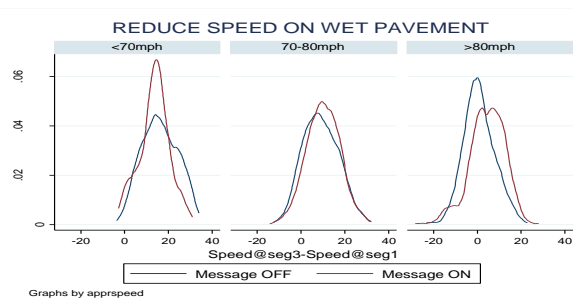 REDUCE SPEED ON WET PAVEMENT
<70mph 70-80mph >80mph
.06
.04
.02
0
-20 0 20 40 -20 0 20 40 -20 0 20 40
Speed@seg3-Speed@seg1
Message OFF Message ON
Graphs by apprspeed